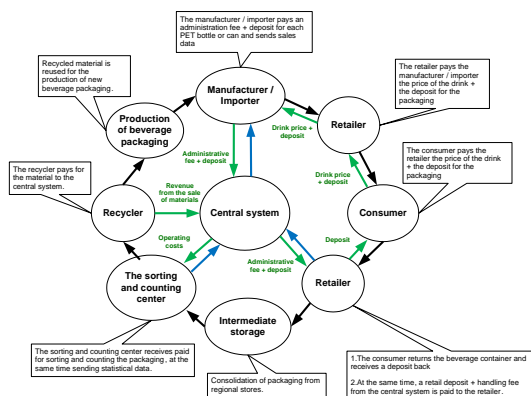 The manufacturer / importer pays an
administration fee + deposit for each
PET bottle or can and sends sales
data
Recycled material is
reused for the
production of new
beverage packaging.
The retailer pays the
manufacturer / importer
the price of the drink +
the deposit for the
packaging
Manufacturer /
Importer
Retailer
Production
of beverage
packaging
Drink price +
deposit
Administrative
fee + deposit
The consumer pays the
retailer the price of the drink
+ the deposit for the
packaging
The recycler pays for
the material to the
central system.
Revenue
from the sale
of materials
Drink price
+ deposit
Recycler
Central system
Consumer
Operating
costs
Deposit
Administrative
fee + deposit
The sorting
and counting
center
Retailer
Intermediate
storage
The sorting and counting center receives paid
for sorting and counting the packaging, at the
same time sending statistical data.
Consolidation of packaging from
regional stores.
1.The consumer returns the beverage container and
receives a deposit back
2.At the same time, a retail deposit + handling fee
from the central system is paid to the retailer.